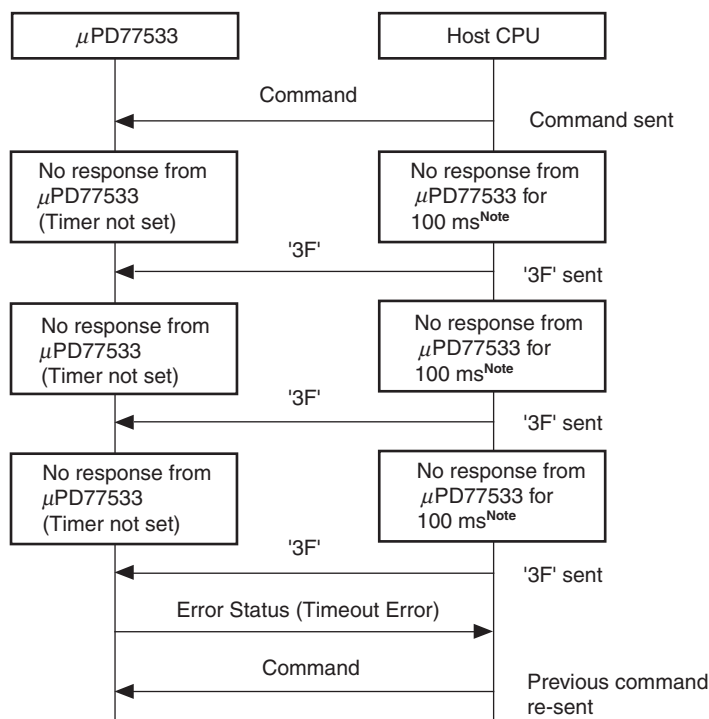 μPD77533
Host CPU
Command
Command sent
No response from
μPD77533
(Timer not set)
No response from
μPD77533 for
100 msNote
'3F'
'3F' sent
No response from
μPD77533
(Timer not set)
No response from
μPD77533 for
100 msNote
'3F'
'3F' sent
No response from
μPD77533
(Timer not set)
No response from
μPD77533 for
100 msNote
'3F'
'3F' sent
Error Status (Timeout Error)
Command
Previous command
re-sent